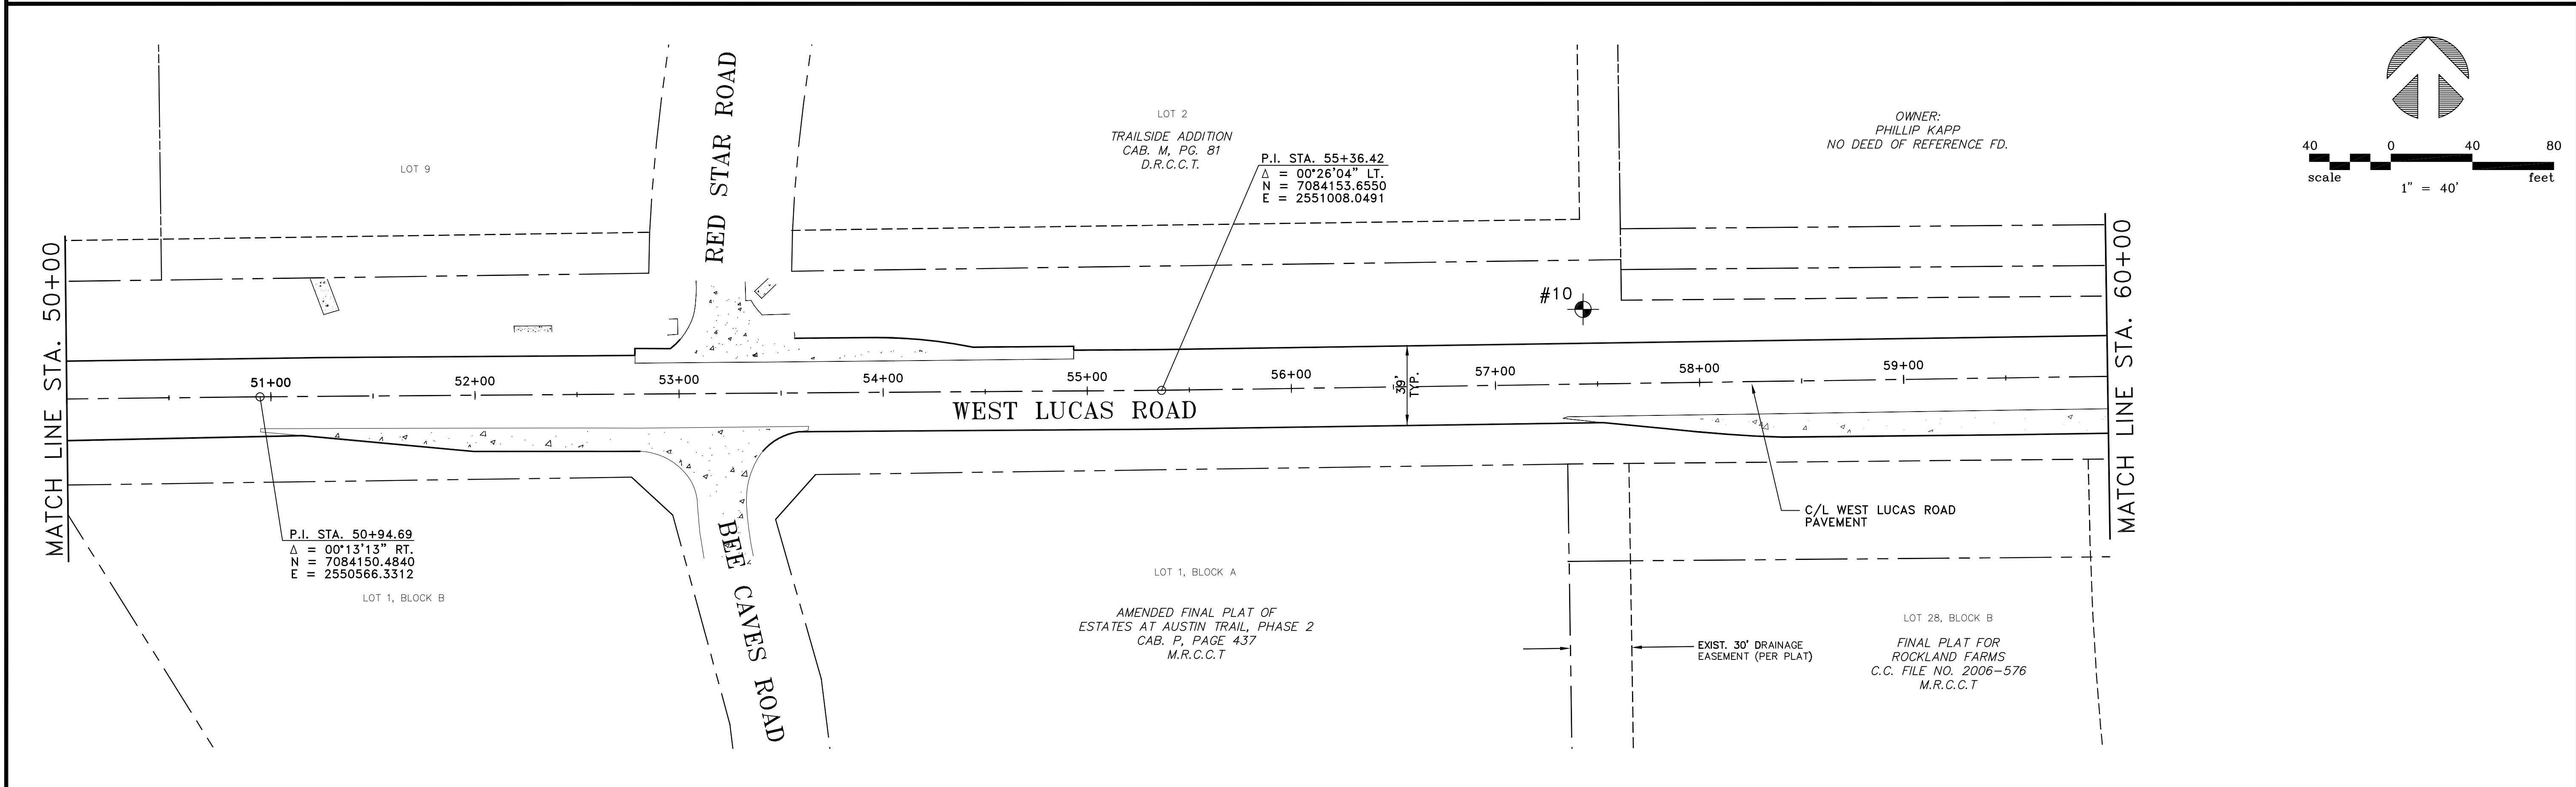 MATCH LINE STA. 50+00
LOT 9
RED STAR ROAD
LOT 2
TRAILSIDE ADDITION
CAB. M, PG. 81
D.R.C.C.T.
P.I. STA. 55+36.42
Δ = 00°26'04" LT.
N = 7084153.6550
E = 2551008.0491
OWNER:
PHILLIP KAPP
NO DEED OF REFERENCE FD.
40 0 40 80
scale feet
1" = 40'
#10
51+00 52+00 53+00 54+00 55+00 56+00 57+00 58+00 59+00
39'
TYP.
WEST LUCAS ROAD
MATCH LINE STA. 60+00
P.I. STA. 50+94.69
Δ = 00°13'13" RT.
N = 7084150.4840
E = 2550566.3312
LOT 1, BLOCK B
BEE CAVES ROAD
LOT 1, BLOCK A
AMENDED FINAL PLAT OF
ESTATES AT AUSTIN TRAIL, PHASE 2
CAB. P, PAGE 437
M.R.C.C.T
C/L WEST LUCAS ROAD
PAVEMENT
EXIST. 30' DRAINAGE
EASEMENT (PER PLAT)
LOT 28, BLOCK B
FINAL PLAT FOR
ROCKLAND FARMS
C.C. FILE NO. 2006-576
M.R.C.C.T